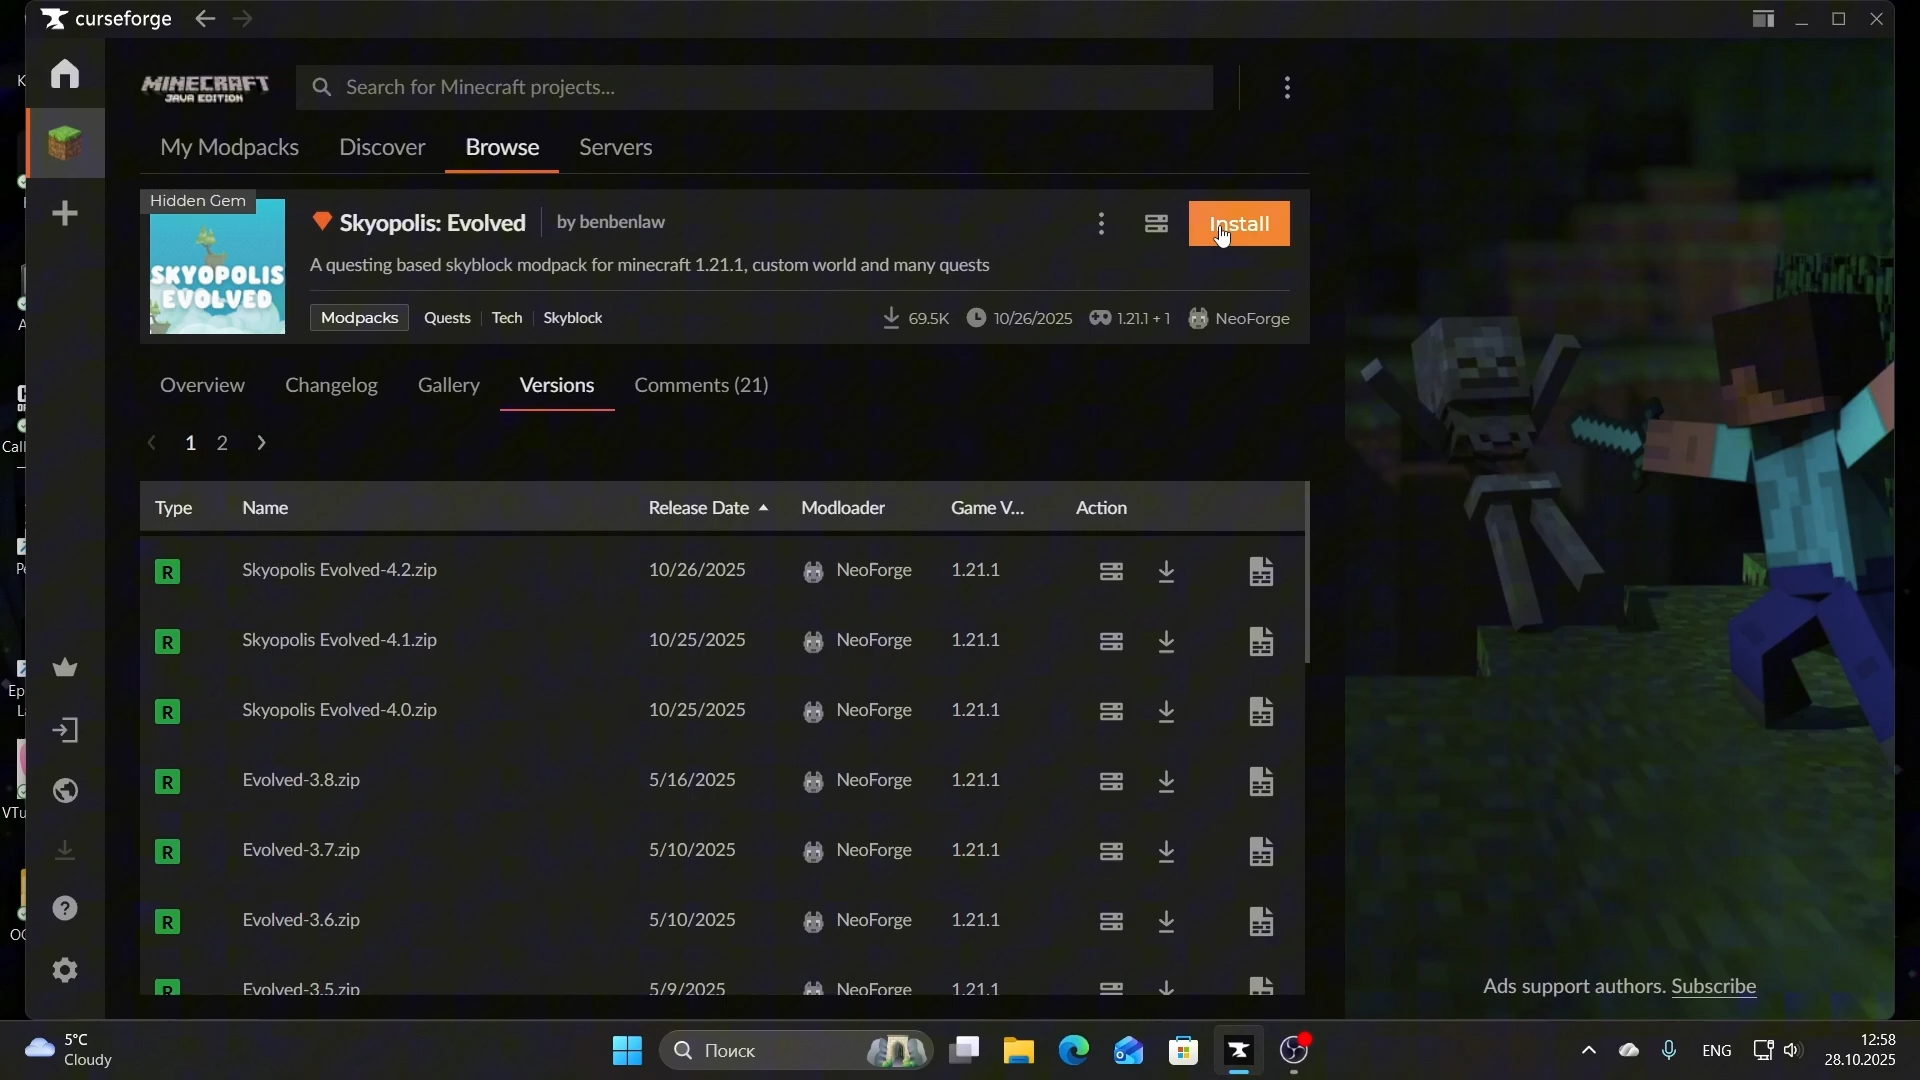 curseforge
MINECRAFT
JAVA EDITION
Search for Minecraft projects...
My Modpacks Discover Browse Servers
Hidden Gem
SKYOPOLIS
EVOLVED
Skyopolis: Evolved by benbenlaw
Install
A questing based skyblock modpack for minecraft 1.21.1, custom world and many quests
Modpacks Quests Tech Skyblock 69.5K 10/26/2025 1.21.1 + 1 NeoForge
Overview Changelog Gallery Versions Comments (21)
1 2
Type Name Release Date Modloader Game V... Action
R Skyopolis Evolved-4.2.zip 10/26/2025 NeoForge 1.21.1
R Skyopolis Evolved-4.1.zip 10/25/2025 NeoForge 1.21.1
R Skyopolis Evolved-4.0.zip 10/25/2025 NeoForge 1.21.1
R Evolved-3.8.zip 5/16/2025 NeoForge 1.21.1
R Evolved-3.7.zip 5/10/2025 NeoForge 1.21.1
R Evolved-3.6.zip 5/10/2025 NeoForge 1.21.1
R Evolved-3.5.zip 5/9/2025 NeoForge 1.21.1
Ads support authors. Subscribe
Call
Ep
VTu
5°C
Cloudy
Поиск
ENG
12:58
28.10.2025